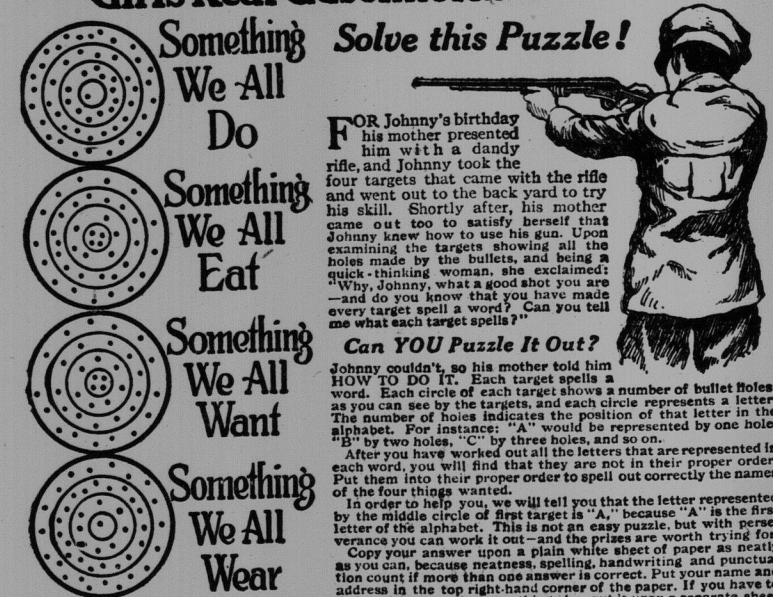 Something
We All
Do
Something
We All
Eat
Something
We All
Want
Something
We All
Wear
Solve this Puzzle!
FOR Johnny's birthday
his mother presented
him with a dandy
rifle, and Johnny took the
four targets that came with the rifle
and went out to the back yard to try
his skill. Shortly after, his mother
came out too to satisfy herself that
Johnny knew how to use his gun. Upon
examining the targets showing all the
holes made by the bullets, and being a
quick-thinking woman, she exclaimed:
"Why, Johnny, what a good shot you are
—and do you know that you have made
every target spell a word? Can you tell
me what each target spells?"
Can YOU Puzzle It Out?
Johnny couldn't, so his mother told him
HOW TO DO IT. Each target spells a
word. Each circle of each target shows a number of bullet holes
as you can see by the targets, and each circle represents a letter
The number of holes indicates the position of that letter in the
alphabet. For instance: "A" would be represented by one hole
"B" by two holes, "C" by three holes, and so on.
After you have worked out all the letters that are represented in
each word, you will find that they are not in their proper order
Put them into their proper order to spell out correctly the names
of the four things wanted.
In order to help you, we will tell you that the letter represented
by the middle circle of first target is "A," because "A" is the first
letter of the alphabet. This is not an easy puzzle, but with perse
verance you can work it out—and the prizes are worth trying for
Copy your answer upon a plain white sheet of paper as neatly
as you can, because neatness, spelling, handwriting and punctua
tion count if more than one answer is correct. Put your name and
address in the top right-hand corner of the paper. If you have to